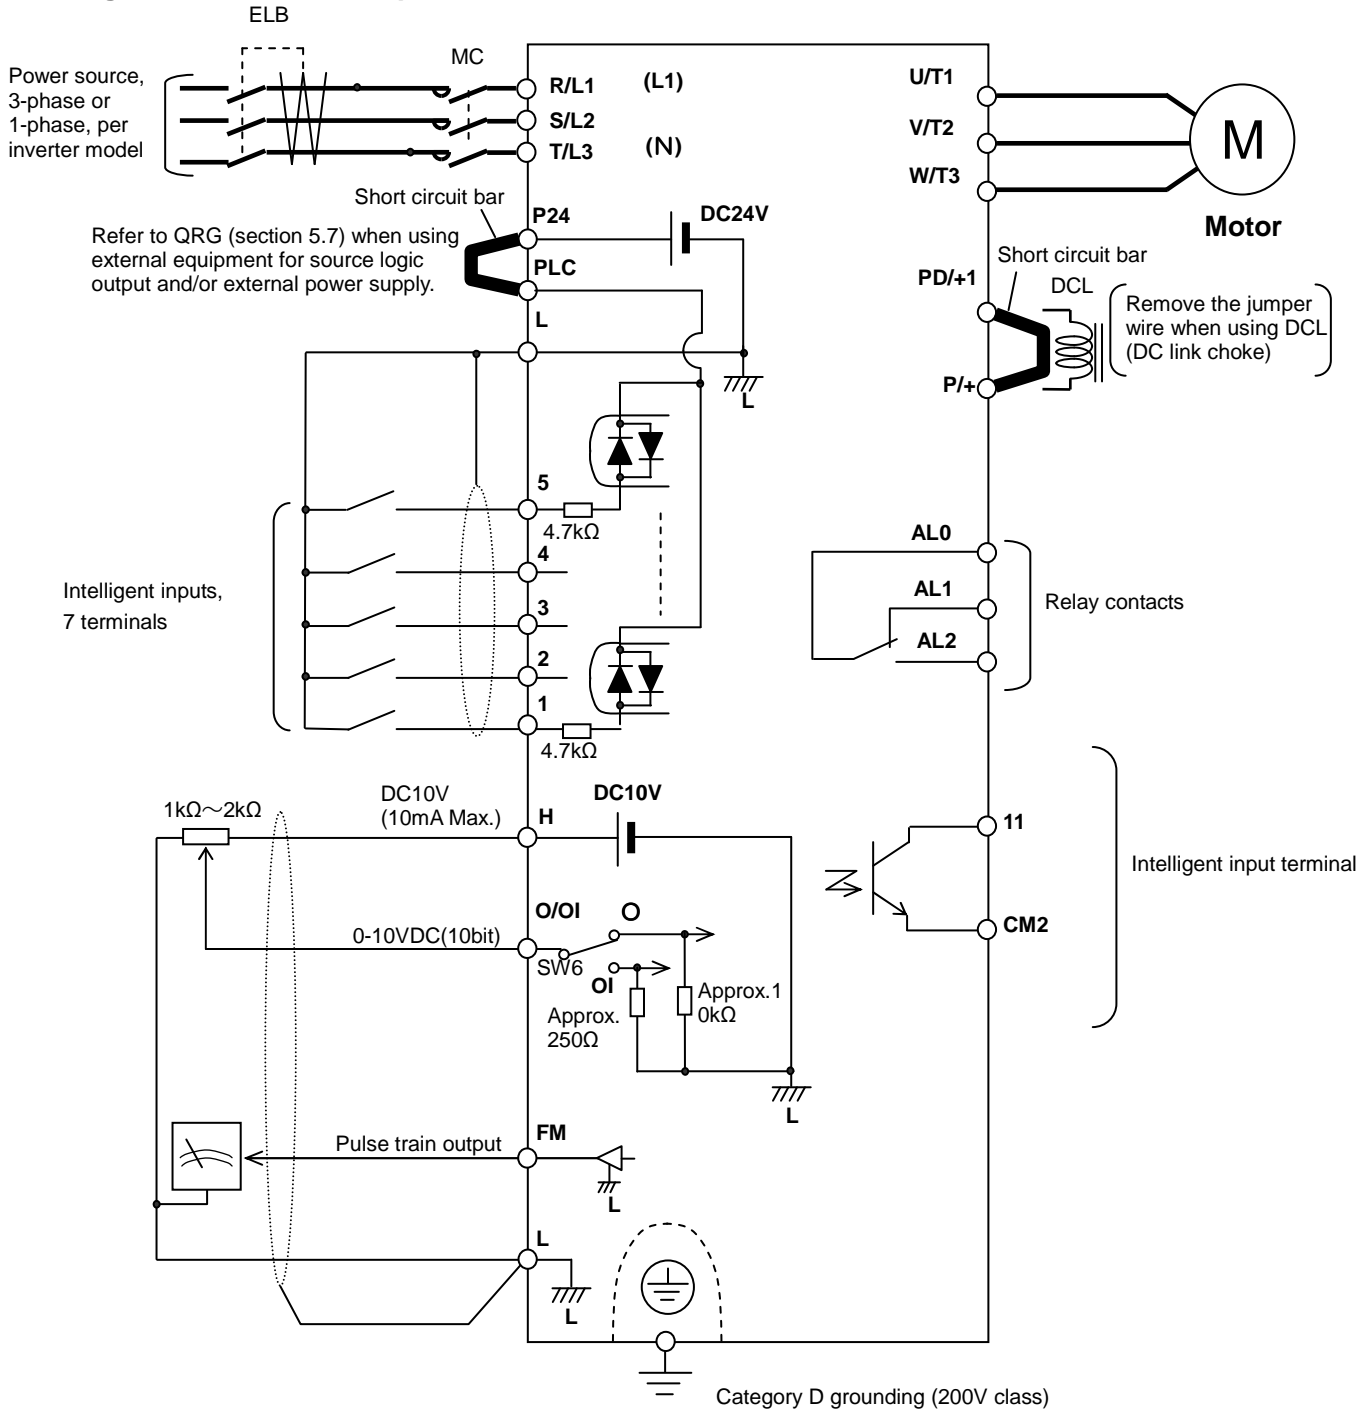 ELB
MC
Power source,
3-phase or
1-phase, per
inverter model
R/L1 (L1)
S/L2
T/L3 (N)
U/T1
V/T2
W/T3
M
Motor
Short circuit bar
P24
DC24V
Refer to QRG (section 5.7) when using
external equipment for source logic
output and/or external power supply.
PLC
L
L
PD/+1
Short circuit bar
DCL
Remove the jumper
wire when using DCL
(DC link choke)
P/+
5
4.7kΩ
4
3
2
1
4.7kΩ
Intelligent inputs,
7 terminals
AL0
AL1
AL2
Relay contacts
1kΩ～2kΩ
DC10V
(10mA Max.)
H
DC10V
11
CM2
Intelligent input terminal
O/OI
O
0-10VDC(10bit)
SW6
OI
Approx.
250Ω
Approx.1
0kΩ
L
Pulse train output
FM
L
L
L
Category D grounding (200V class)